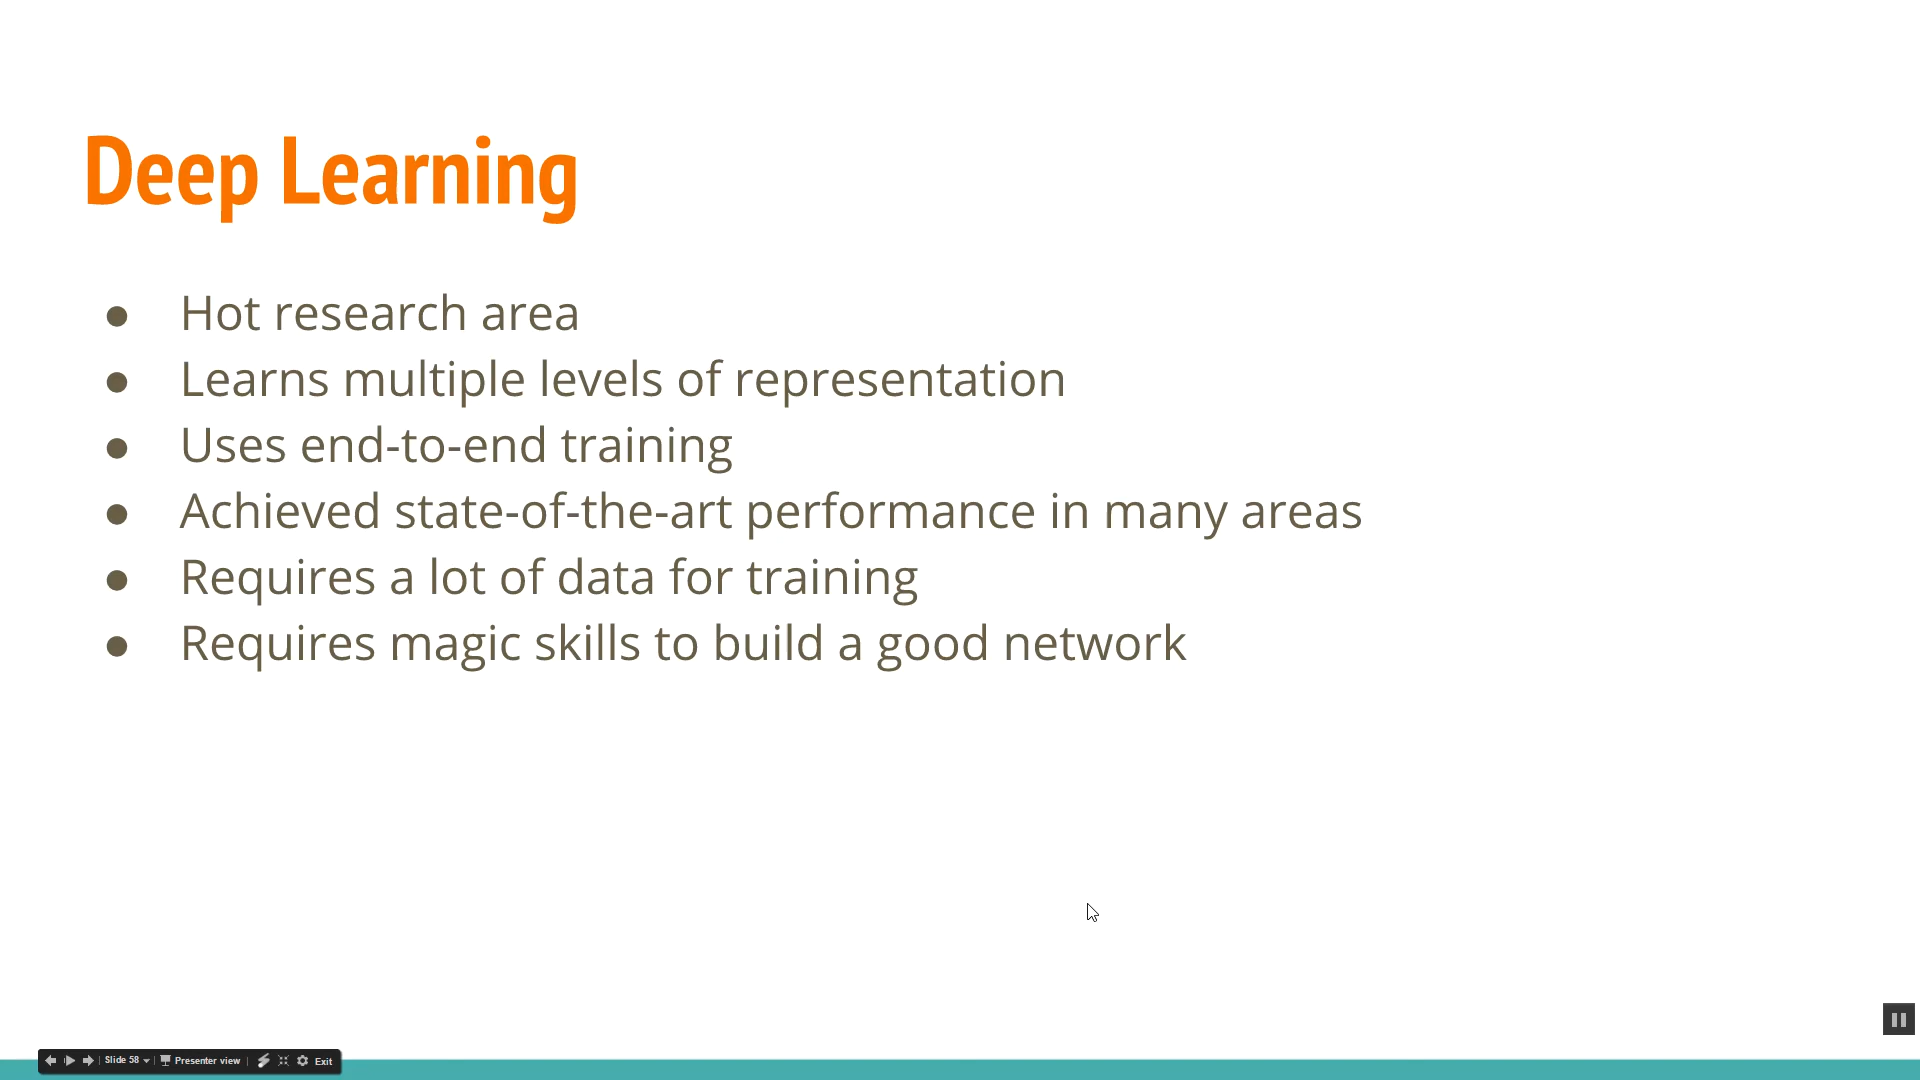 Deep Learning
● Hot research area
● Learns multiple levels of representation
● Uses end-to-end training
● Achieved state-of-the-art performance in many areas
● Requires a lot of data for training
● Requires magic skills to build a good network
Slide 58 Presenter view Exit